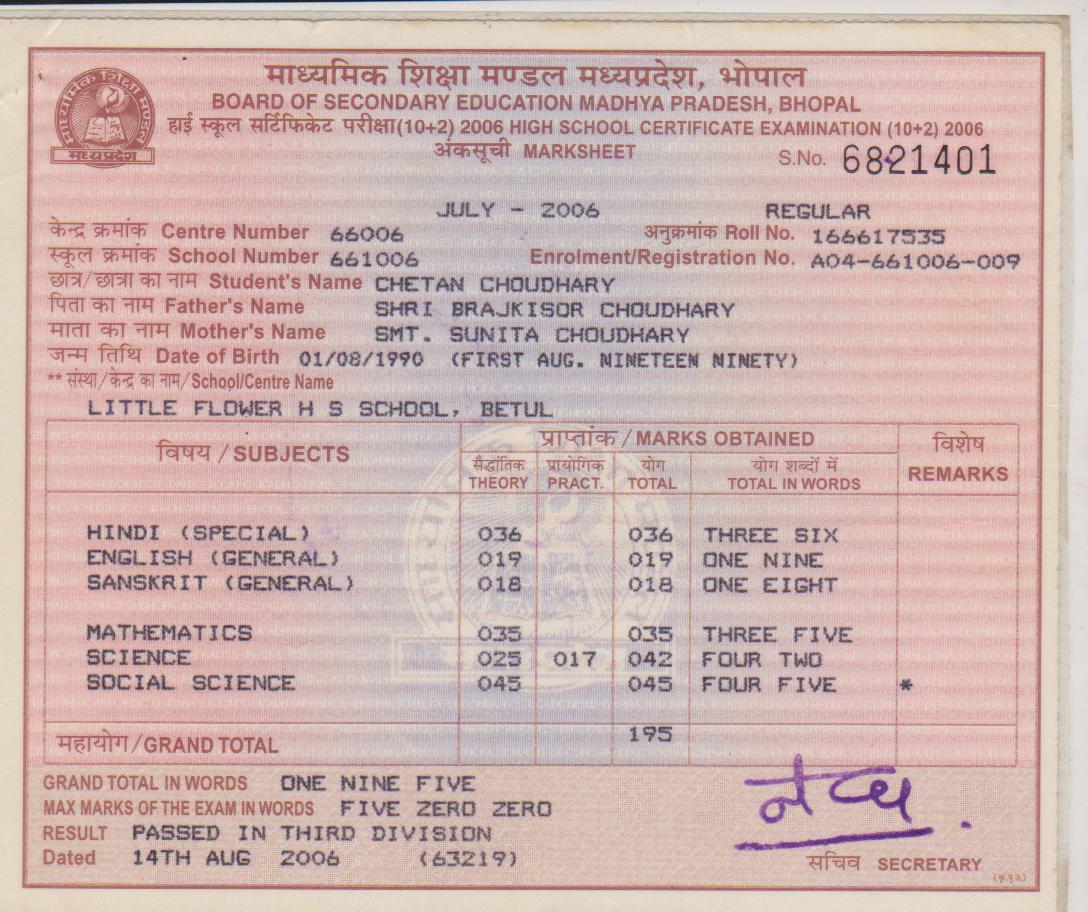 माध्यमिक शिक्षा मण्डल मध्यप्रदेश, भोपाल
BOARD OF SECONDARY EDUCATION MADHYA PRADESH, BHOPAL
हाई स्कूल सर्टिफिकेट परीक्षा(10+2) 2006 HIGH SCHOOL CERTIFICATE EXAMINATION (10+2) 2006
अंकसूची MARKSHEET
माध्यमिक शिक्षा मण्डल
मध्यप्रदेश
S.No. 6821401
JULY - 2006 REGULAR
केन्द्र क्रमांक Centre Number 66006 अनुक्रमांक Roll No. 166617535
स्कूल क्रमांक School Number 661006 Enrolment/Registration No. A04-661006-009
छात्र/छात्रा का नाम Student's Name CHETAN CHOUDHARY
पिता का नाम Father's Name SHRI BRAJKISOR CHOUDHARY
माता का नाम Mother's Name SMT. SUNITA CHOUDHARY
जन्म तिथि Date of Birth 01/08/1990 (FIRST AUG. NINETEEN NINETY)
** संस्था/केन्द्र का नाम/School/Centre Name
LITTLE FLOWER H S SCHOOL, BETUL
विषय / SUBJECTS प्राप्तांक / MARKS OBTAINED विशेष
सैद्धांतिक प्रायोगिक योग योग शब्दों में REMARKS
THEORY PRACT. TOTAL TOTAL IN WORDS
HINDI (SPECIAL) 036 036 THREE SIX
ENGLISH (GENERAL) 019 019 ONE NINE
SANSKRIT (GENERAL) 018 018 ONE EIGHT
MATHEMATICS 035 035 THREE FIVE
SCIENCE 025 017 042 FOUR TWO
SOCIAL SCIENCE 045 045 FOUR FIVE *
महायोग/GRAND TOTAL 195
GRAND TOTAL IN WORDS ONE NINE FIVE
MAX MARKS OF THE EXAM IN WORDS FIVE ZERO ZERO
RESULT PASSED IN THIRD DIVISION
Dated 14TH AUG 2006 (63219)
सचिव SECRETARY